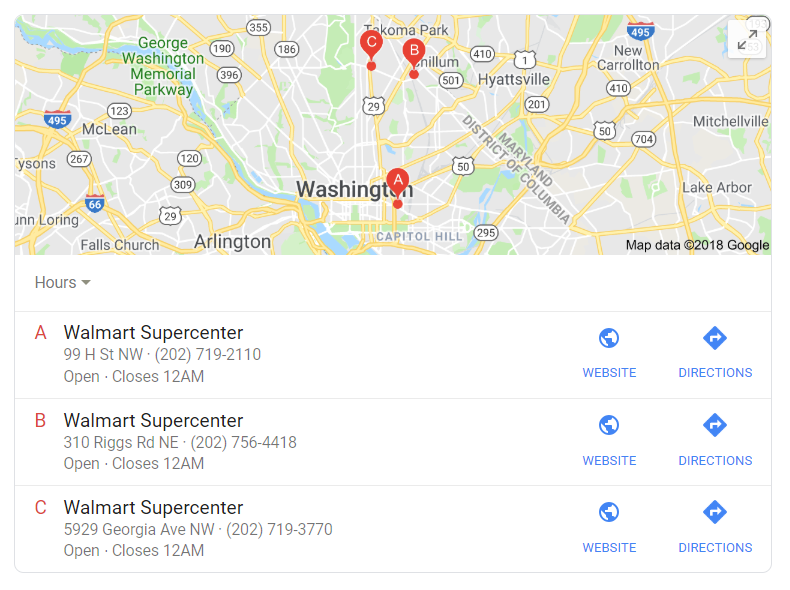 355
193
Takoma Park
495
George
Washington
Memorial
Parkway
190
186
C
B
410
1
New
Carrollton
396
501
Hyattsville
410
123
29
201
495
McLean
50
704
Mitchellville
MARYLAND
DISTRICT OF COLUMBIA
267
120
50
309
Washington
A
Lake Arbor
66
29
Falls Church
Arlington
CAPITOL HILL
295
Map data ©2018 Google
Hours
A
Walmart Supercenter
99 H St NW · (202) 719-2110
Open · Closes 12AM
WEBSITE
DIRECTIONS
B
Walmart Supercenter
310 Riggs Rd NE · (202) 756-4418
Open · Closes 12AM
WEBSITE
DIRECTIONS
C
Walmart Supercenter
5929 Georgia Ave NW · (202) 719-3770
Open · Closes 12AM
WEBSITE
DIRECTIONS